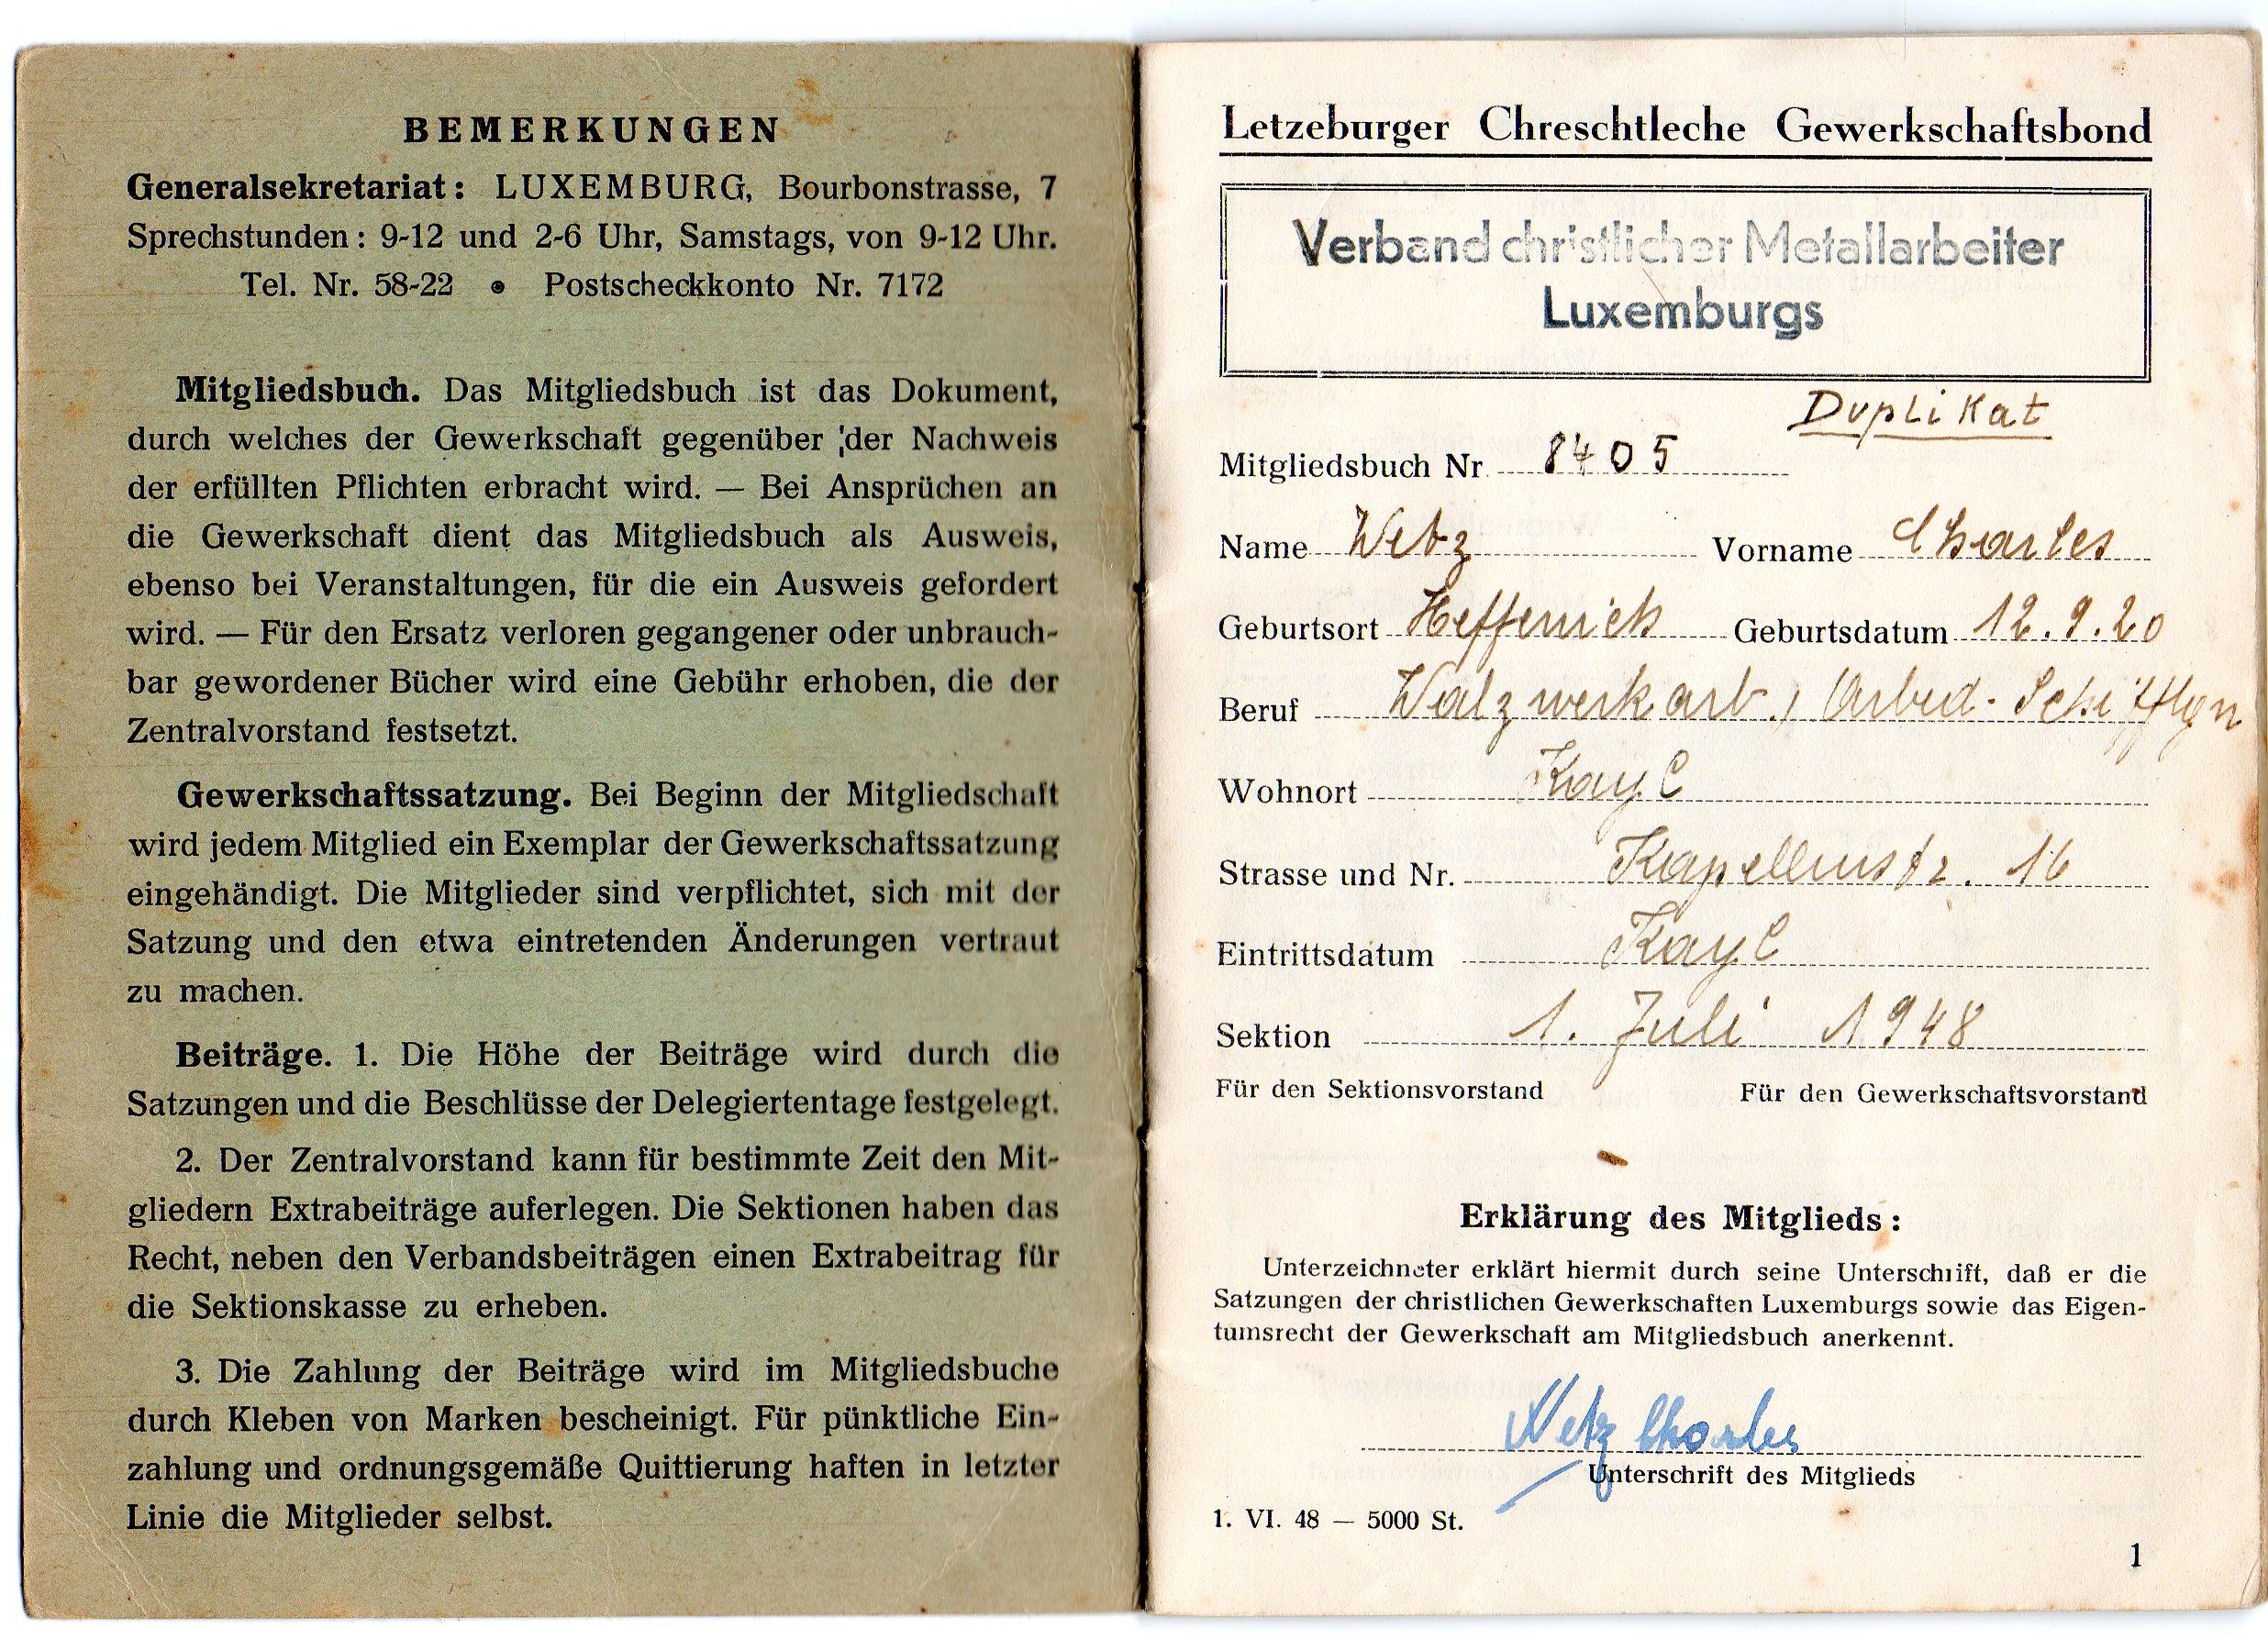 BEMERKUNGEN
Generalsekretariat: LUXEMBURG, Bourbonstrasse, 7
Sprechstunden: 9-12 und 2-6 Uhr, Samstags, von 9-12 Uhr.
Tel. Nr. 58-22 • Postscheckkonto Nr. 7172
Mitgliedsbuch. Das Mitgliedsbuch ist das Dokument,
durch welches der Gewerkschaft gegenüber der Nachweis
der erfüllten Pflichten erbracht wird. — Bei Ansprüchen an
die Gewerkschaft dient das Mitgliedsbuch als Ausweis,
ebenso bei Veranstaltungen, für die ein Ausweis gefordert
wird. — Für den Ersatz verloren gegangener oder unbrauch-
bar gewordener Bücher wird eine Gebühr erhoben, die der
Zentralvorstand festsetzt.
Gewerkschaftssatzung. Bei Beginn der Mitgliedschaft
wird jedem Mitglied ein Exemplar der Gewerkschaftssatzung
eingehändigt. Die Mitglieder sind verpflichtet, sich mit der
Satzung und den etwa eintretenden Änderungen vertraut
zu machen.
Beiträge. 1. Die Höhe der Beiträge wird durch die
Satzungen und die Beschlüsse der Delegiertentage festgelegt.
2. Der Zentralvorstand kann für bestimmte Zeit den Mit-
gliedern Extrabeiträge auferlegen. Die Sektionen haben das
Recht, neben den Verbandsbeiträgen einen Extrabeitrag für
die Sektionskasse zu erheben.
3. Die Zahlung der Beiträge wird im Mitgliedsbuche
durch Kleben von Marken bescheinigt. Für pünktliche Ein-
zahlung und ordnungsgemäße Quittierung haften in letzter
Linie die Mitglieder selbst.
Letzeburger Chreschtleche Gewerkschaftsbond
Verband christlicher Metallarbeiter
Luxemburgs
Duplikat
Mitgliedsbuch Nr. 8405
Name Wetz Vorname Charles
Geburtsort Heffenich Geburtsdatum 12.9.20
Beruf Walzwerkarb., Arbed-Schifflgn
Wohnort Kayl
Strasse und Nr. Kapellenstr. 16
Eintrittsdatum Kayl
Sektion 1. Juli 1948
Für den Sektionsvorstand Für den Gewerkschaftsvorstand
Erklärung des Mitglieds:
Unterzeichneter erklärt hiermit durch seine Unterschrift, daß er die
Satzungen der christlichen Gewerkschaften Luxemburgs sowie das Eigen-
tumsrecht der Gewerkschaft am Mitgliedsbuch anerkennt.
Wetz Charles
Unterschrift des Mitglieds
1. VI. 48 — 5000 St.
1